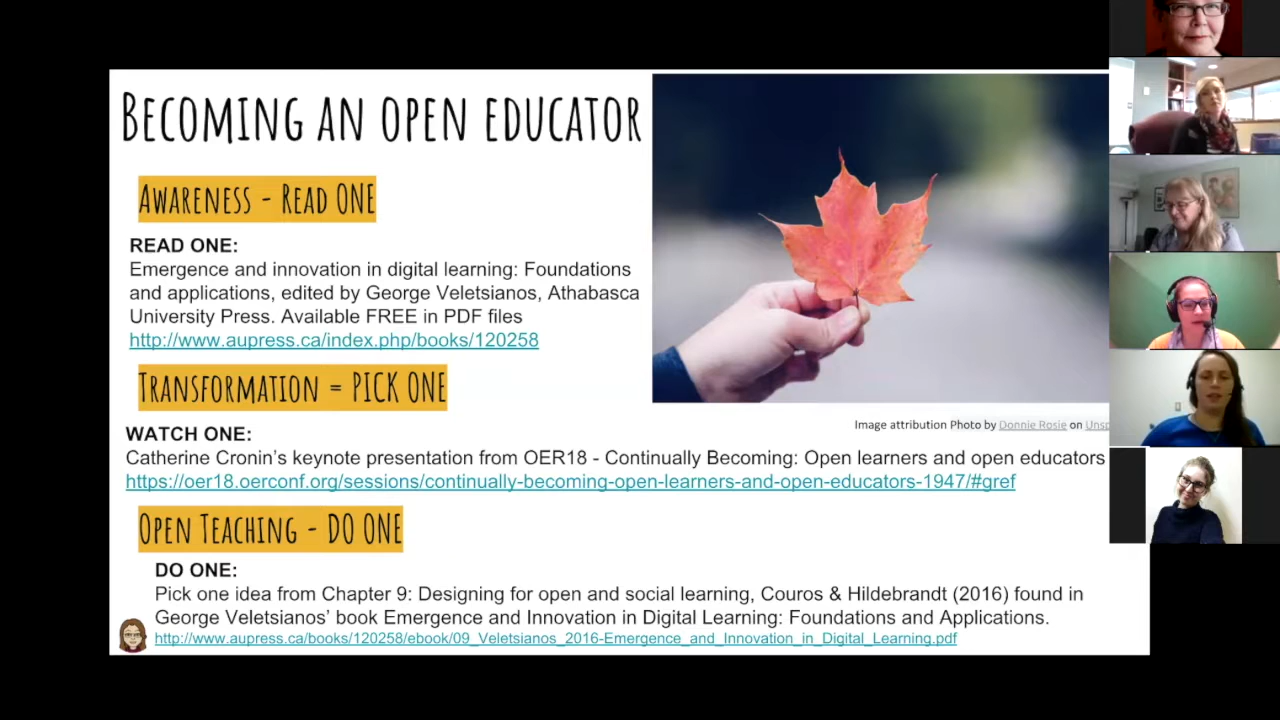 BECOMING AN OPEN EDUCATOR
AWARENESS - READ ONE
READ ONE:
Emergence and innovation in digital learning: Foundations
and applications, edited by George Veletsianos, Athabasca
University Press. Available FREE in PDF files
http://www.aupress.ca/index.php/books/120258
TRANSFORMATION = PICK ONE
Image attribution Photo by Donnie Rosie on Unsp
WATCH ONE:
Catherine Cronin's keynote presentation from OER18 - Continually Becoming: Open learners and open educators
https://oer18.oerconf.org/sessions/continually-becoming-open-learners-and-open-educators-1947/#gref
OPEN TEACHING - DO ONE
DO ONE:
Pick one idea from Chapter 9: Designing for open and social learning, Couros & Hildebrandt (2016) found in
George Veletsianos' book Emergence and Innovation in Digital Learning: Foundations and Applications.
http://www.aupress.ca/books/120258/ebook/09_Veletsianos_2016-Emergence_and_Innovation_in_Digital_Learning.pdf